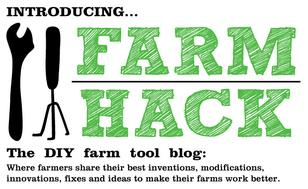 INTRODUCING...
FARM
HACK
The DIY farm tool blog:
Where farmers share their best inventions, modifications,
innovations, fixes and ideas to make their farms work better.